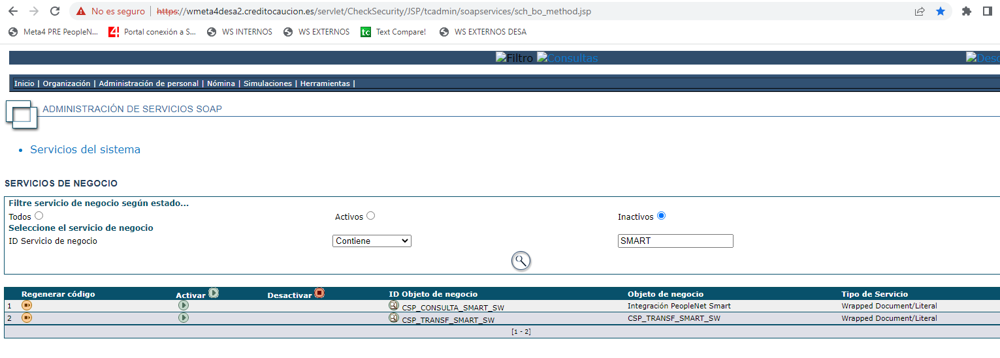 No es seguro https://wmeta4desa2.creditocaucion.es/servlet/CheckSecurity/JSP/tcadmin/soapservices/sch_bo_method.jsp
Meta4 PRE PeopleN... Portal conexión a S... WS INTERNOS WS EXTERNOS tc Text Compare! WS EXTERNOS DESA
Filtro Consultas Desc
Inicio | Organización | Administración de personal | Nómina | Simulaciones | Herramientas |
ADMINISTRACIÓN DE SERVICIOS SOAP
• Servicios del sistema
SERVICIOS DE NEGOCIO
Filtre servicio de negocio según estado...
Todos Activos Inactivos
Seleccione el servicio de negocio
ID Servicio de negocio Contiene SMART
Regenerar código Activar Desactivar ID Objeto de negocio Objeto de negocio Tipo de Servicio
1 CSP_CONSULTA_SMART_SW Integración PeopleNet Smart Wrapped Document/Literal
2 CSP_TRANSF_SMART_SW CSP_TRANSF_SMART_SW Wrapped Document/Literal
[1 - 2]